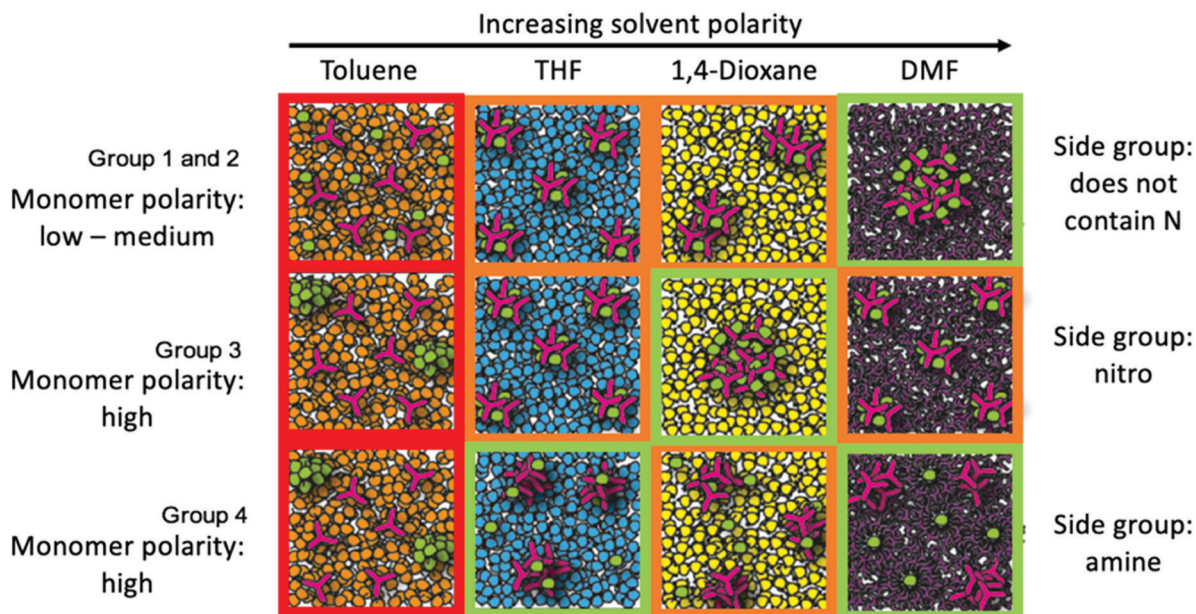 Increasing solvent polarity
Toluene
THF
1,4-Dioxane
DMF
Group 1 and 2
Monomer polarity:
low – medium
Side group:
does not
contain N
Group 3
Monomer polarity:
high
Side group:
nitro
Group 4
Monomer polarity:
high
Side group:
amine